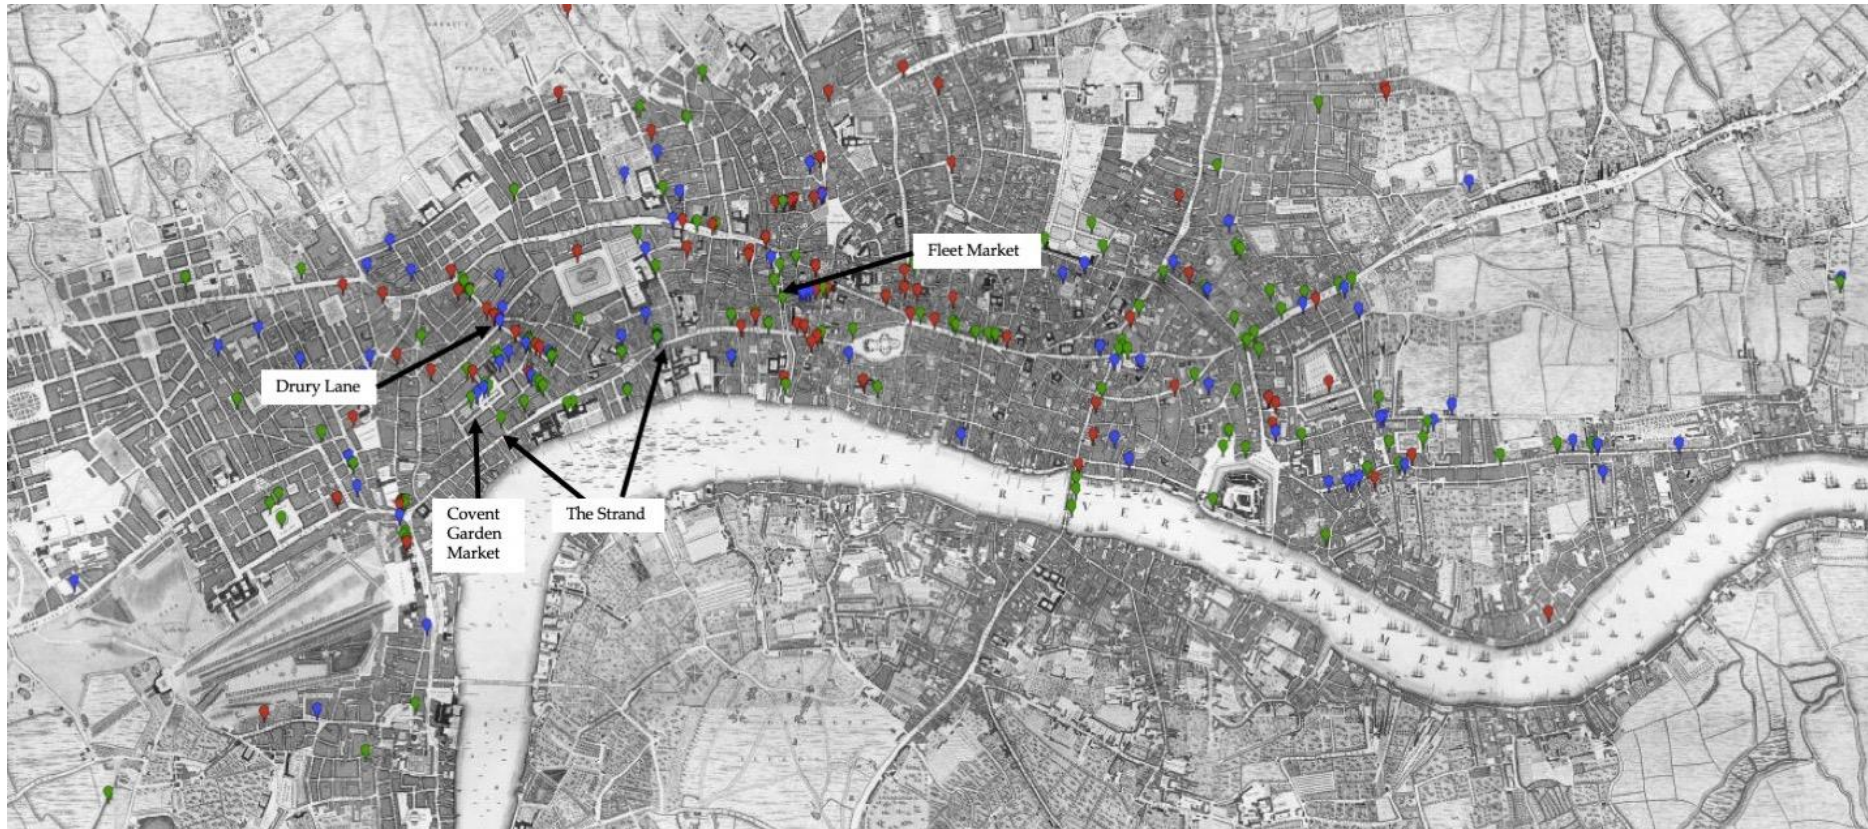 Fleet Market
Drury Lane
Covent
Garden
Market
The Strand
THE
RIVER
THAMES